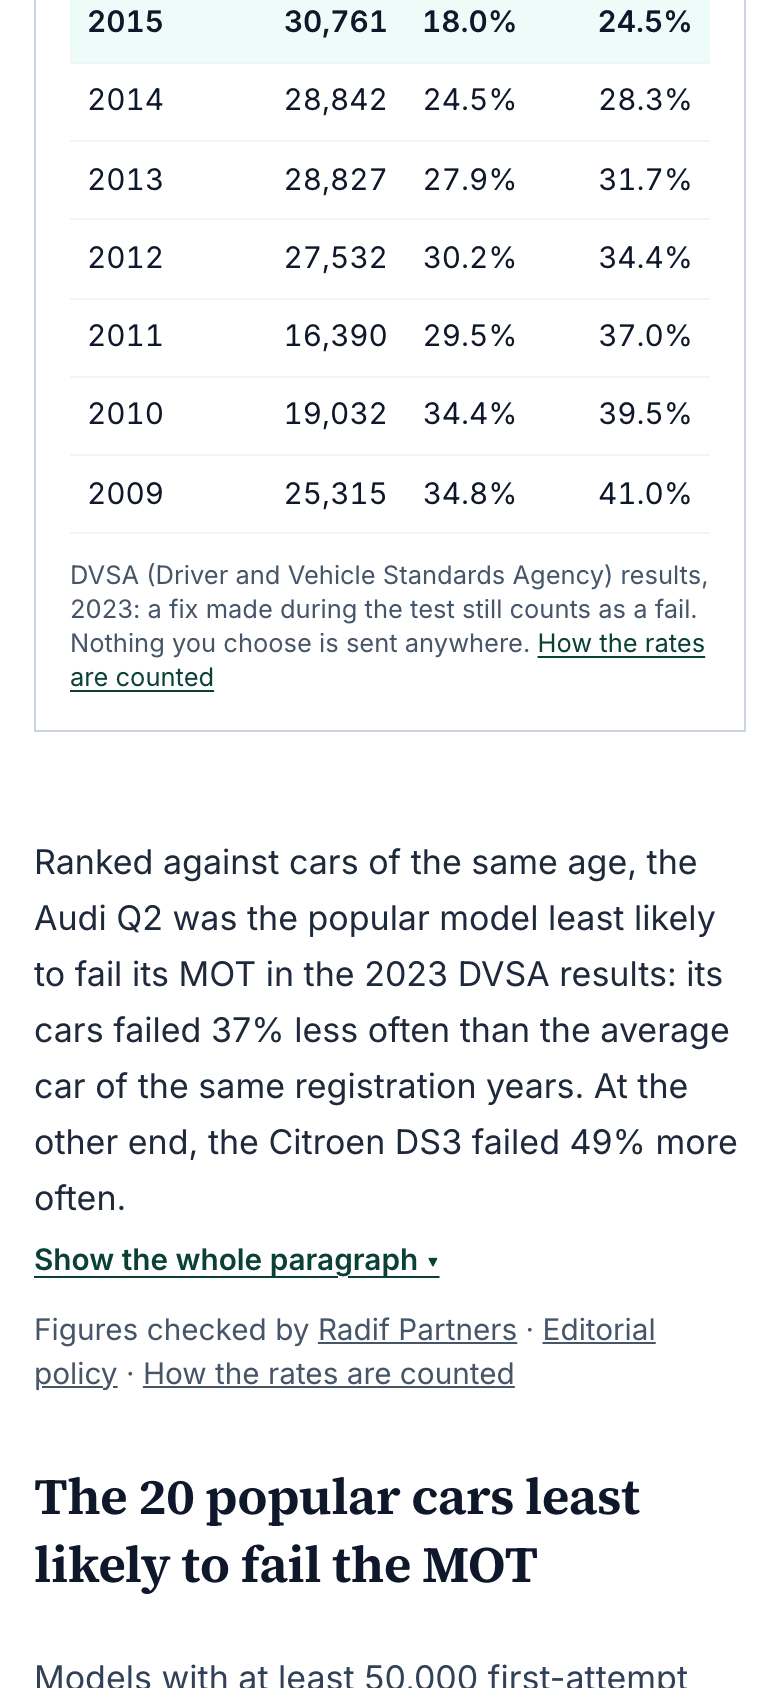 2015 30,761 18.0% 24.5%
2014 28,842 24.5% 28.3%
2013 28,827 27.9% 31.7%
2012 27,532 30.2% 34.4%
2011 16,390 29.5% 37.0%
2010 19,032 34.4% 39.5%
2009 25,315 34.8% 41.0%
DVSA (Driver and Vehicle Standards Agency) results,
2023: a fix made during the test still counts as a fail.
Nothing you choose is sent anywhere. How the rates
are counted
Ranked against cars of the same age, the
Audi Q2 was the popular model least likely
to fail its MOT in the 2023 DVSA results: its
cars failed 37% less often than the average
car of the same registration years. At the
other end, the Citroen DS3 failed 49% more
often.
Show the whole paragraph ▾
Figures checked by Radif Partners · Editorial
policy · How the rates are counted
The 20 popular cars least
likely to fail the MOT
Models with at least 50,000 first-attempt